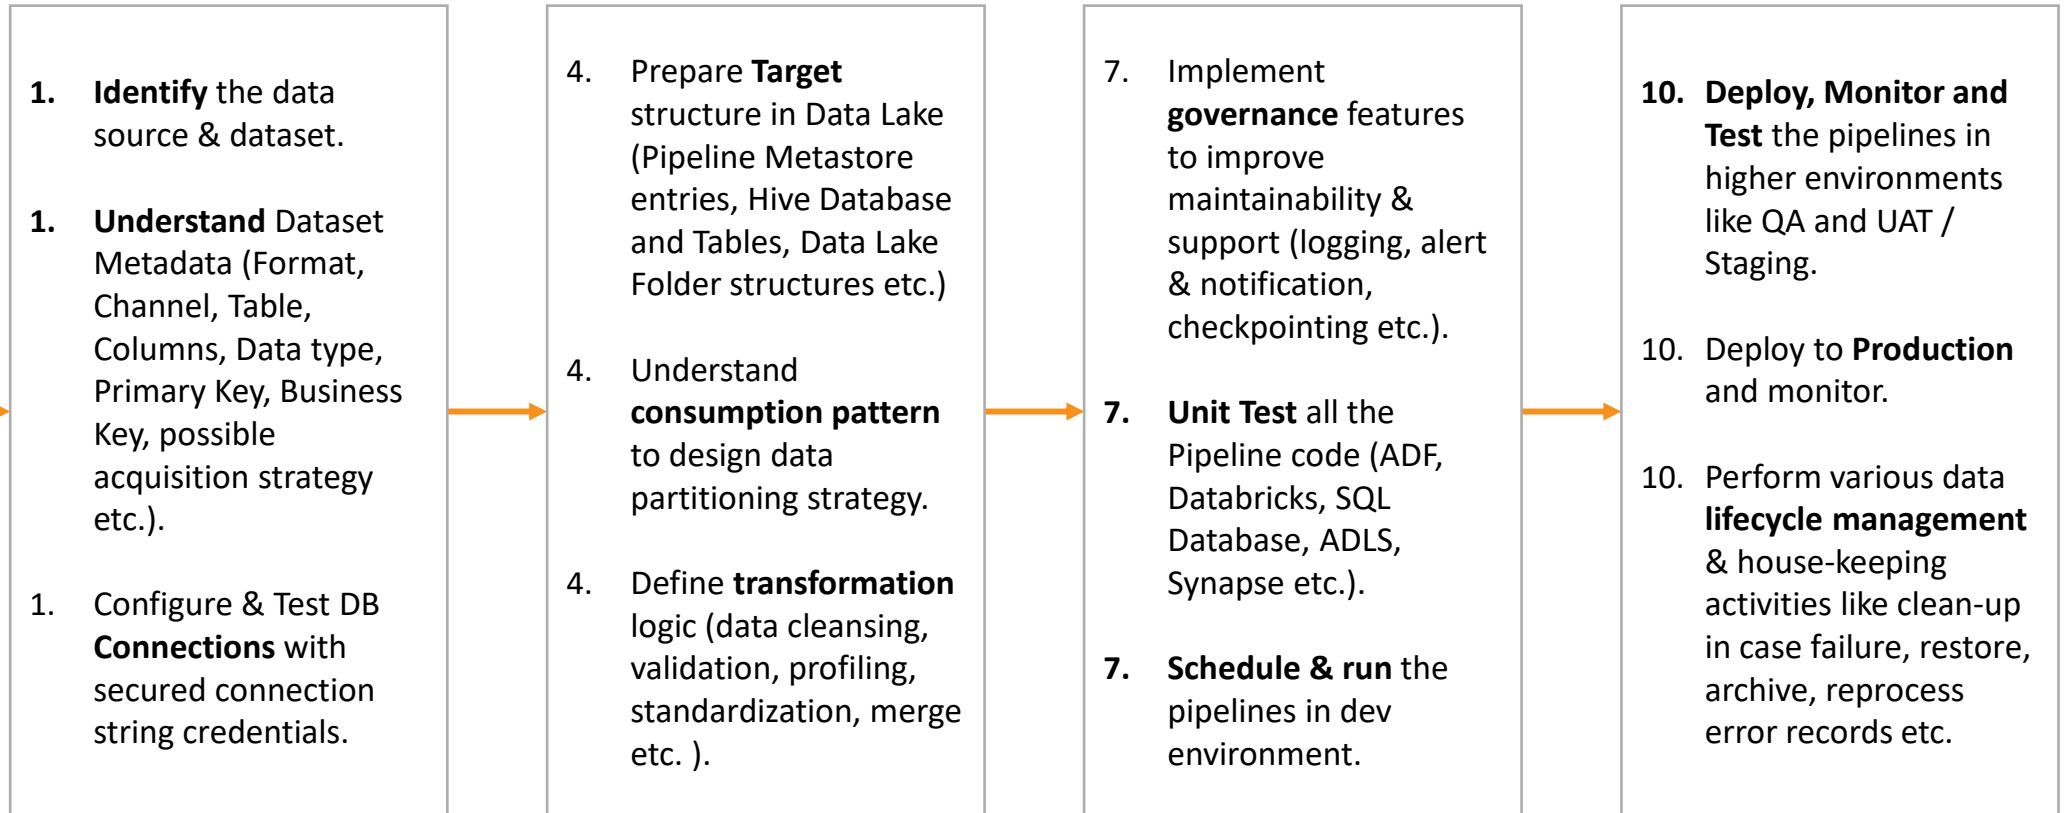 1. Identify the data
source & dataset.
1. Understand Dataset
Metadata (Format,
Channel, Table,
Columns, Data type,
Primary Key, Business
Key, possible
acquisition strategy
etc.).
1. Configure & Test DB
Connections with
secured connection
string credentials.
4. Prepare Target
structure in Data Lake
(Pipeline Metastore
entries, Hive Database
and Tables, Data Lake
Folder structures etc.)
4. Understand
consumption pattern
to design data
partitioning strategy.
4. Define transformation
logic (data cleansing,
validation, profiling,
standardization, merge
etc. ).
7. Implement
governance features
to improve
maintainability &
support (logging, alert
& notification,
checkpointing etc.).
7. Unit Test all the
Pipeline code (ADF,
Databricks, SQL
Database, ADLS,
Synapse etc.).
7. Schedule & run the
pipelines in dev
environment.
10. Deploy, Monitor and
Test the pipelines in
higher environments
like QA and UAT /
Staging.
10. Deploy to Production
and monitor.
10. Perform various data
lifecycle management
& house-keeping
activities like clean-up
in case failure, restore,
archive, reprocess
error records etc.